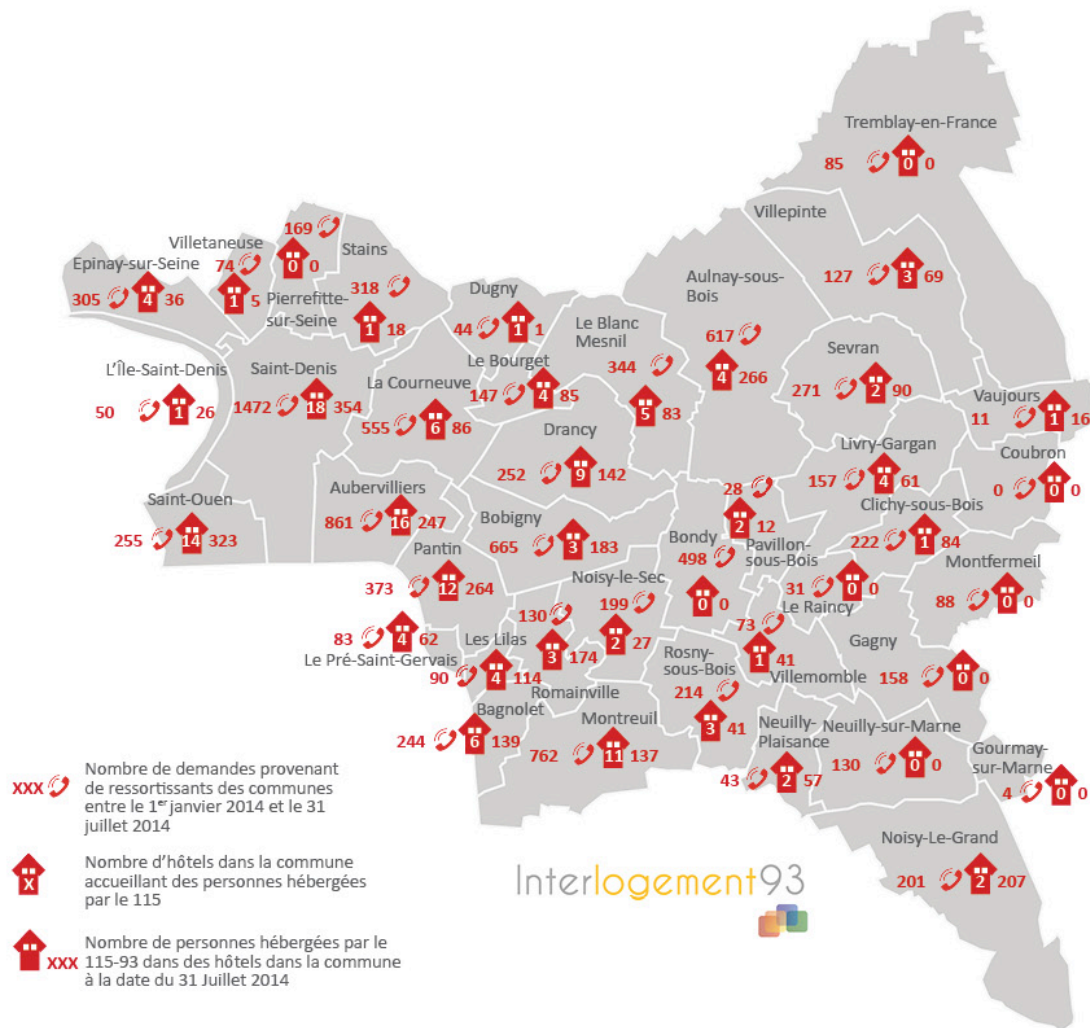 Tremblay-en-France
85 0 0
Villepinte
127 3 69
169
Villetaneuse
74
0 0
Stains
318
Epinay-sur-Seine
305 4 36
1 5
Pierrefitte-
sur-Seine
1 18
Dugny
44 1 1
Aulnay-sous-
Bois
617
4 266
Le Blanc
Mesnil
344
5 83
Sevran
271 2 90
L'Île-Saint-Denis
50 1 26
Saint-Denis
1472 18 354
La Courneuve
555 6 86
Le Bourget
147 4 85
Vaujours
11 1 16
Drancy
252 9 142
Livry-Gargan
157 4 61
Coubron
0 0 0
Saint-Ouen
255 14 323
Aubervilliers
861 16 247
Bobigny
665 3 183
28
2 12
Pavillon-
sous-Bois
Clichy-sous-Bois
222 1 84
Bondy
498
0 0
Montfermeil
88 0 0
Pantin
373 12 264
Noisy-le-Sec
199
2 27
31 0 0
Le Raincy
83 4 62
Le Pré-Saint-Gervais
130
3 174
Romainville
Les Lilas
90 4 114
73
1 41
Villemomble
Gagny
158 0 0
Rosny-
sous-Bois
214
3 41
Bagnolet
244 6 139
Montreuil
762 11 137
Neuilly-
Plaisance
43 2 57
Neuilly-sur-Marne
130 0 0
Gourmay-
sur-Marne
4 0 0
Noisy-Le-Grand
201 2 207
XXX Nombre de demandes provenant
de ressortissants des communes
entre le 1er janvier 2014 et le 31
juillet 2014
X Nombre d'hôtels dans la commune
accueillant des personnes hébergées
par le 115
XXX Nombre de personnes hébergées par le
115-93 dans des hôtels dans la commune
à la date du 31 Juillet 2014
Interlogement93